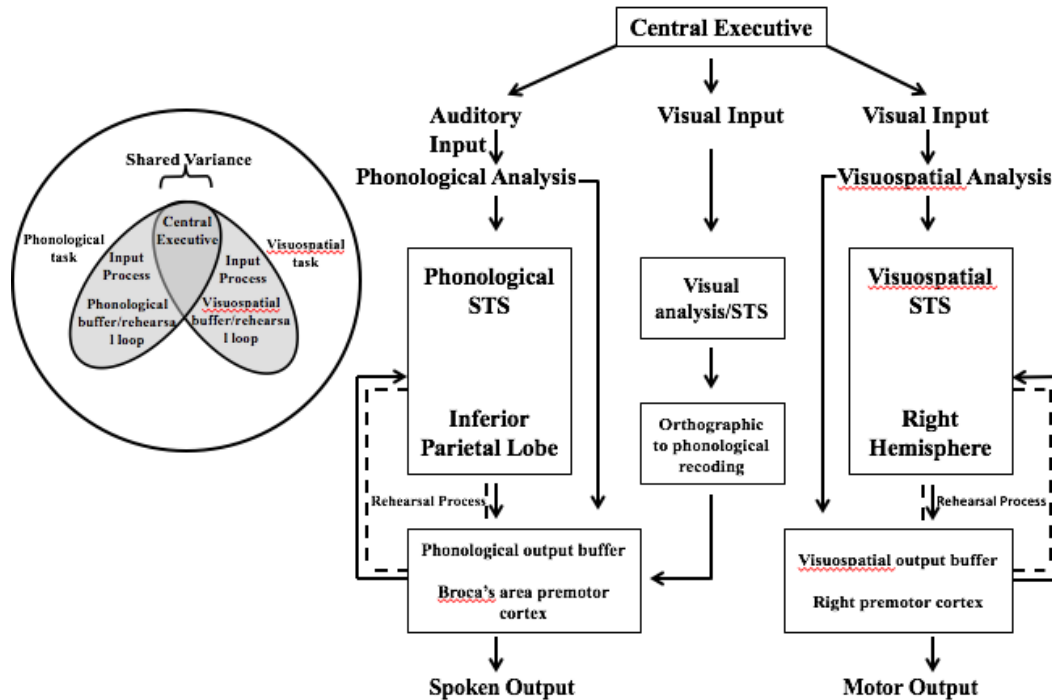 Central Executive
Auditory
Input
Visual Input
Visual Input
Phonological Analysis
Visuospatial Analysis
Shared Variance
Central
Executive
Phonological
task
Visuospatial
task
Input
Process
Input
Process
Phonological
buffer/rehearsa
l loop
Visuospatial
buffer/rehearsa
l loop
Phonological
STS
Inferior
Parietal Lobe
Visual
analysis/STS
Orthographic
to phonological
recoding
Visuospatial
STS
Right
Hemisphere
Rehearsal Process
Rehearsal Process
Phonological output buffer
Broca's area premotor
cortex
Visuospatial output buffer
Right premotor cortex
Spoken Output
Motor Output